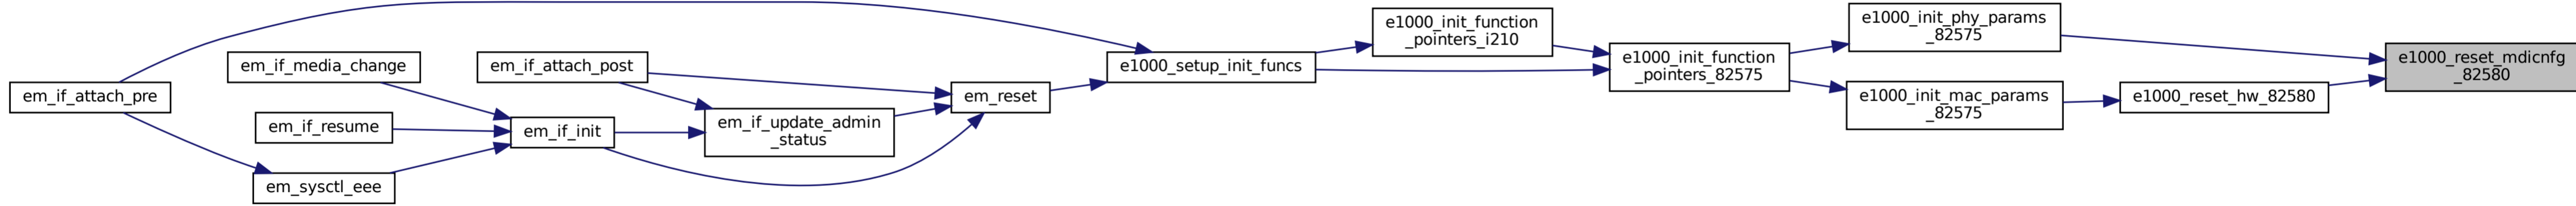 em_if_attach_pre
em_if_media_change
em_if_resume
em_sysctl_eee
em_if_attach_post
em_if_init
em_if_update_admin
_status
em_reset
e1000_setup_init_funcs
e1000_init_function
_pointers_i210
e1000_init_function
_pointers_82575
e1000_init_phy_params
_82575
e1000_init_mac_params
_82575
e1000_reset_hw_82580
e1000_reset_mdicnfg
_82580